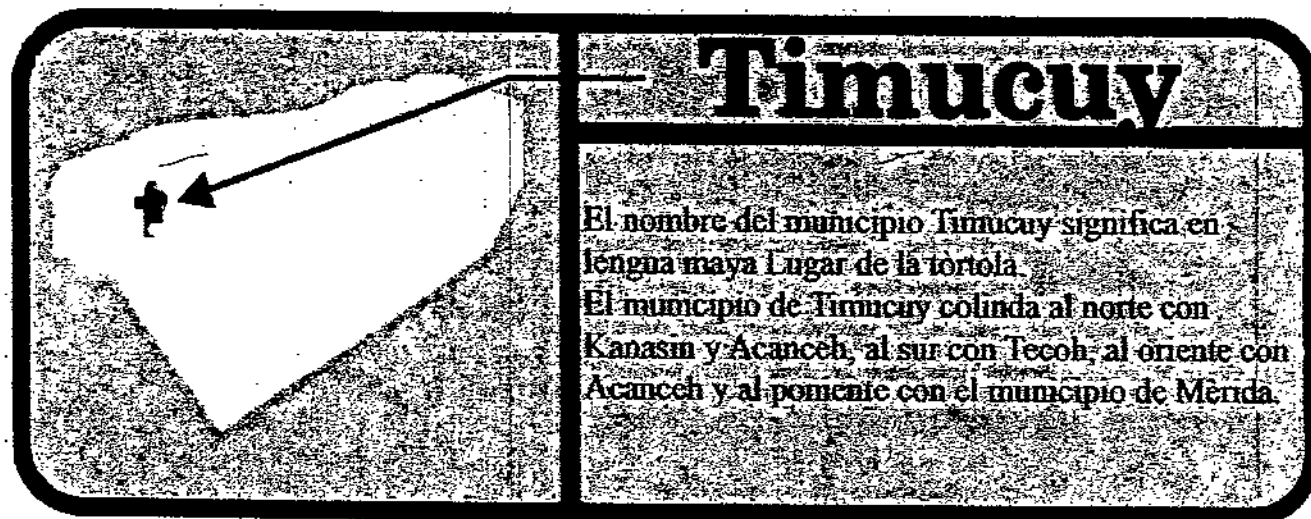 Timucuy
El nombre del municipio Timucuy significa en
lengua maya Lugar de la tórtola.
El municipio de Timucuy colinda al norte con
Kanasin y Acanceh, al sur con Tecoh, al oriente con
Acanceh y al poniente con el municipio de Mérida.